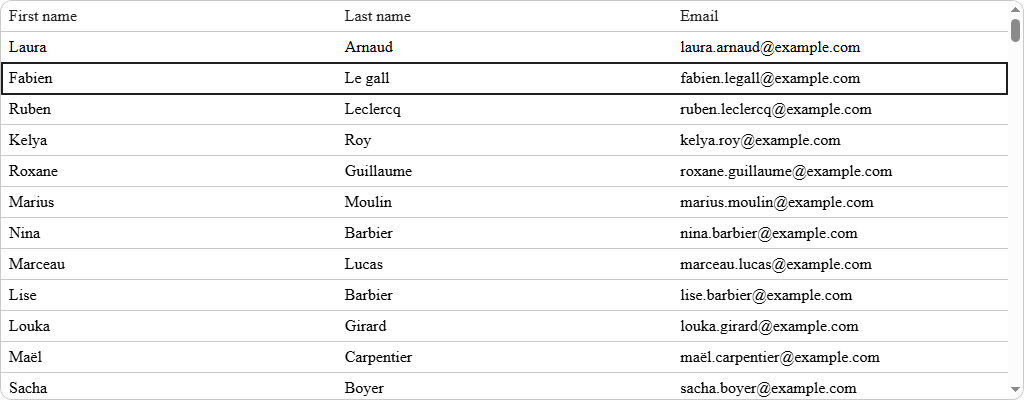 First name Last name Email
Laura Arnaud laura.arnaud@example.com
Fabien Le gall fabien.legall@example.com
Ruben Leclercq ruben.leclercq@example.com
Kelya Roy kelya.roy@example.com
Roxane Guillaume roxane.guillaume@example.com
Marius Moulin marius.moulin@example.com
Nina Barbier nina.barbier@example.com
Marceau Lucas marceau.lucas@example.com
Lise Barbier lise.barbier@example.com
Louka Girard louka.girard@example.com
Maël Carpentier maël.carpentier@example.com
Sacha Boyer sacha.boyer@example.com